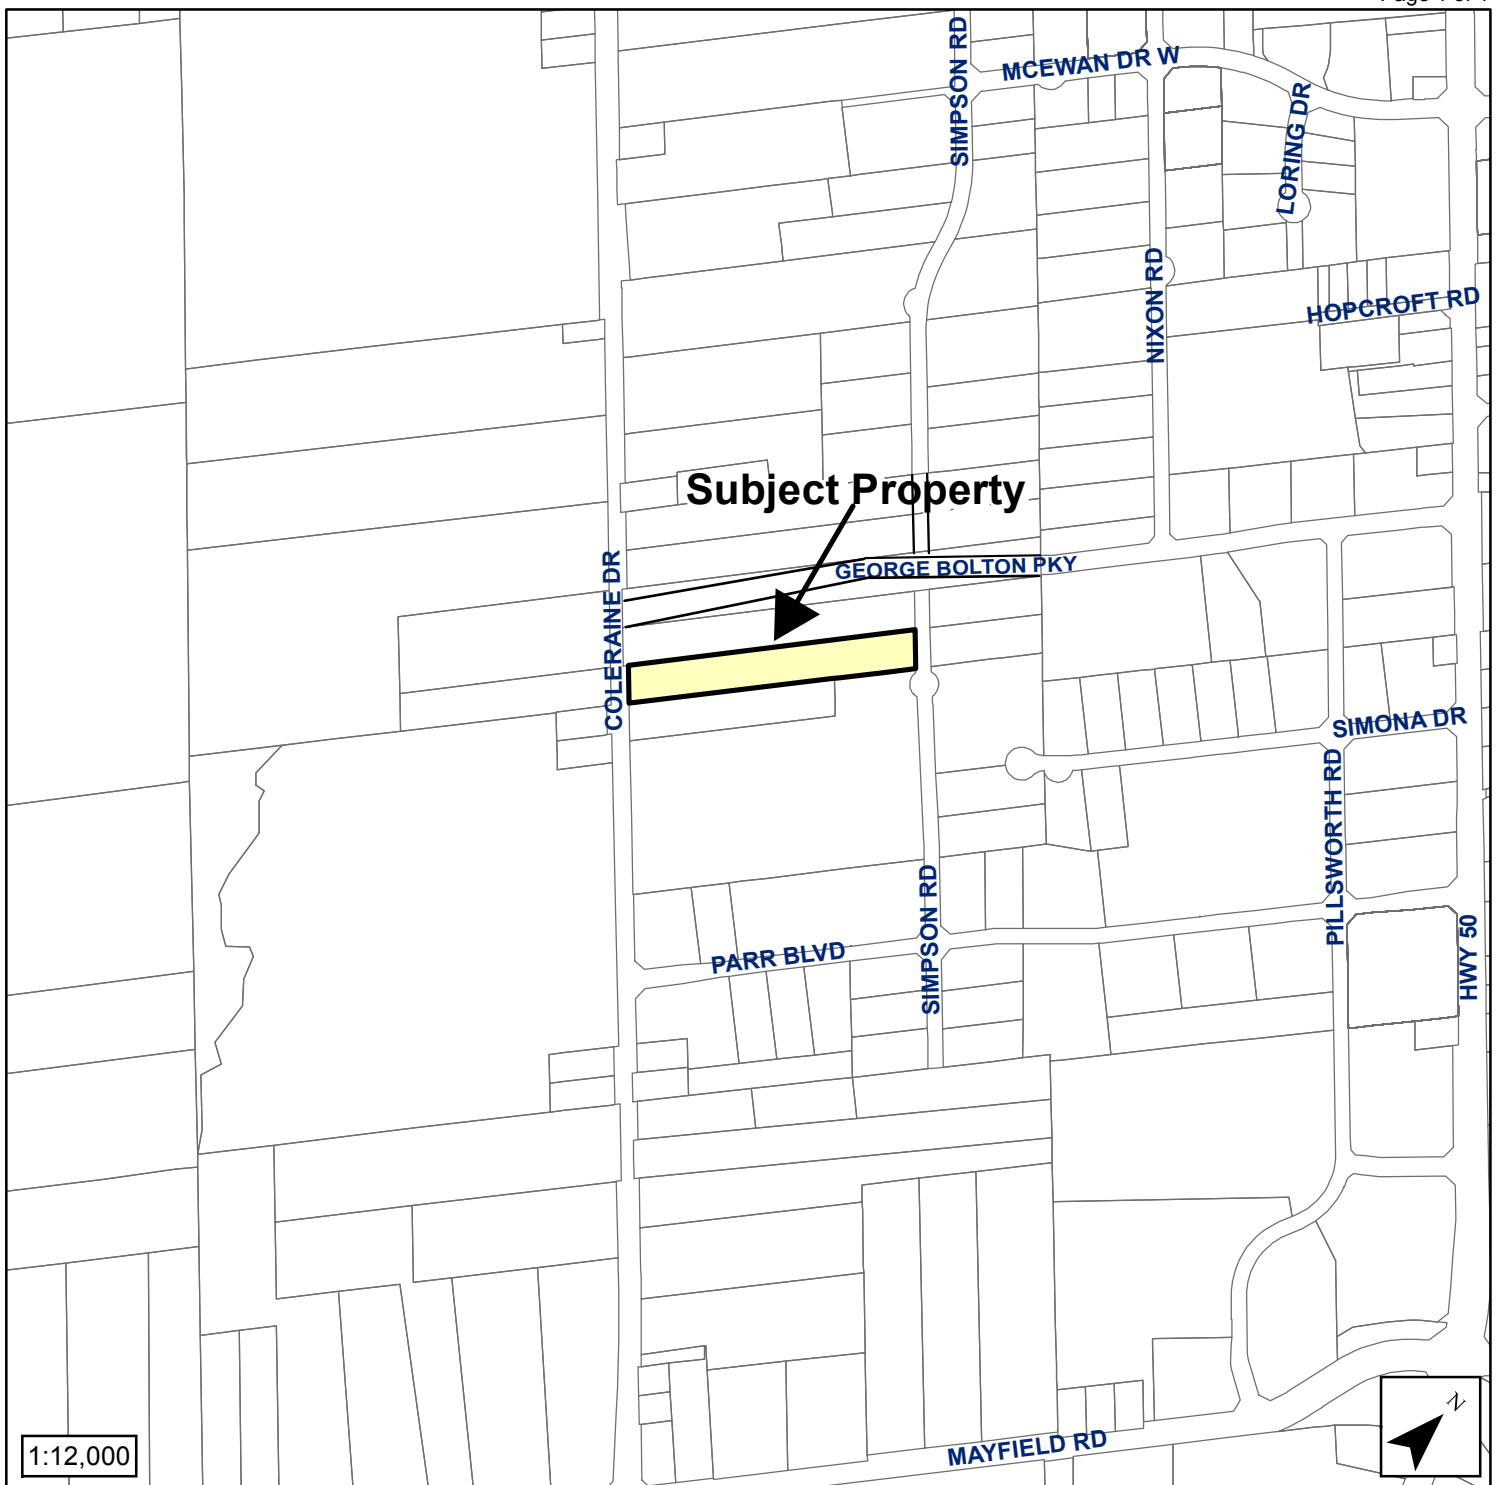 SIMPSON RD
MCEWAN DR W
LORING DR
NIXON RD
HOPCROFT RD
Subject Property
GEORGE BOLTON PKY
COLERAINE DR
SIMONA DR
PILLSWORTH RD
SIMPSON RD
PARR BLVD
HWY 50
MAYFIELD RD
N
1:12,000